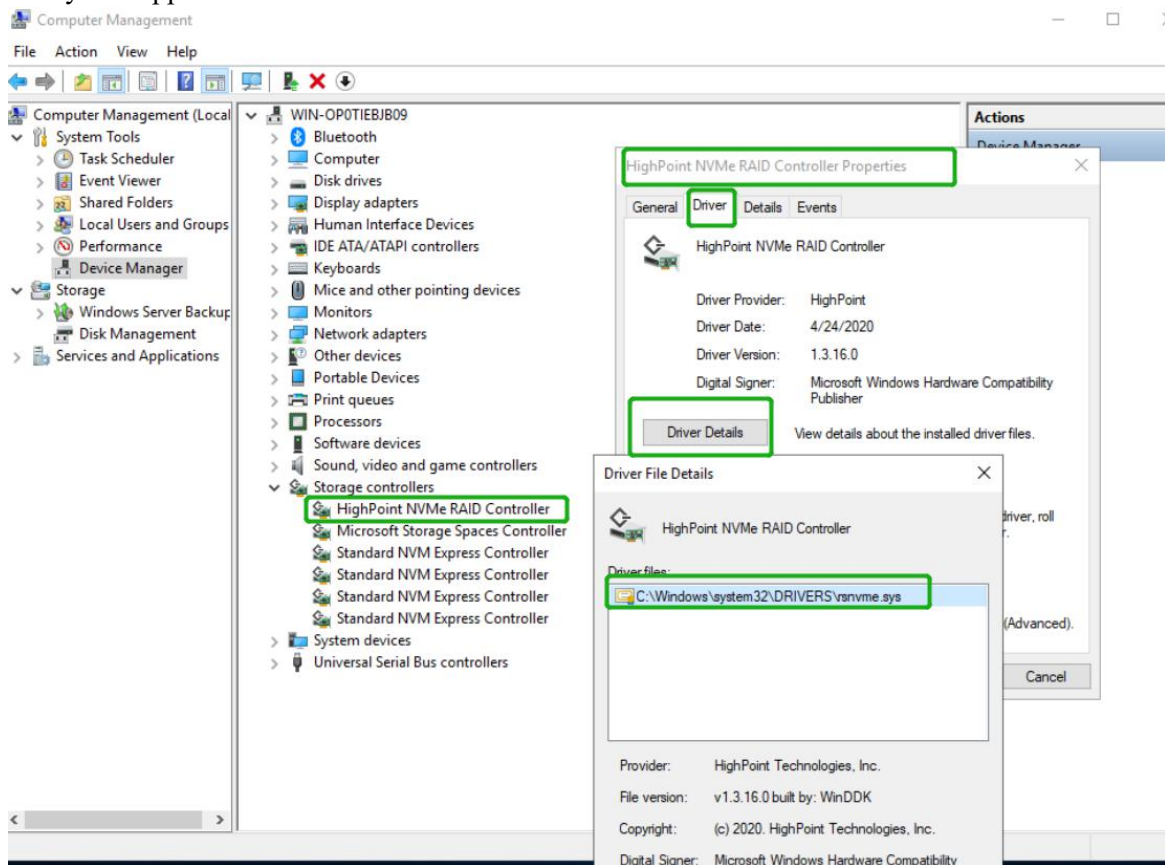 Computer Management
File Action View Help
Computer Management (Local
System Tools
Task Scheduler
Event Viewer
Shared Folders
Local Users and Groups
Performance
Device Manager
Storage
Windows Server Backup
Disk Management
Services and Applications
WIN-OP0TIEBJB09
Bluetooth
Computer
Disk drives
Display adapters
Human Interface Devices
IDE ATA/ATAPI controllers
Keyboards
Mice and other pointing devices
Monitors
Network adapters
Other devices
Portable Devices
Print queues
Processors
Software devices
Sound, video and game controllers
Storage controllers
HighPoint NVMe RAID Controller
Microsoft Storage Spaces Controller
Standard NVM Express Controller
Standard NVM Express Controller
Standard NVM Express Controller
Standard NVM Express Controller
System devices
Universal Serial Bus controllers
Actions
Device Manager
HighPoint NVMe RAID Controller Properties
General Driver Details Events
HighPoint NVMe RAID Controller
Driver Provider: HighPoint
Driver Date: 4/24/2020
Driver Version: 1.3.16.0
Digital Signer: Microsoft Windows Hardware Compatibility
Publisher
Driver Details View details about the installed driver files.
driver, roll
(Advanced).
Cancel
Driver File Details
HighPoint NVMe RAID Controller
Driver files:
C:\Windows\system32\DRIVERS\rsnvme.sys
Provider: HighPoint Technologies, Inc.
File version: v1.3.16.0 built by: WinDDK
Copyright: (c) 2020. HighPoint Technologies, Inc.
Digital Signer: Microsoft Windows Hardware Compatibility